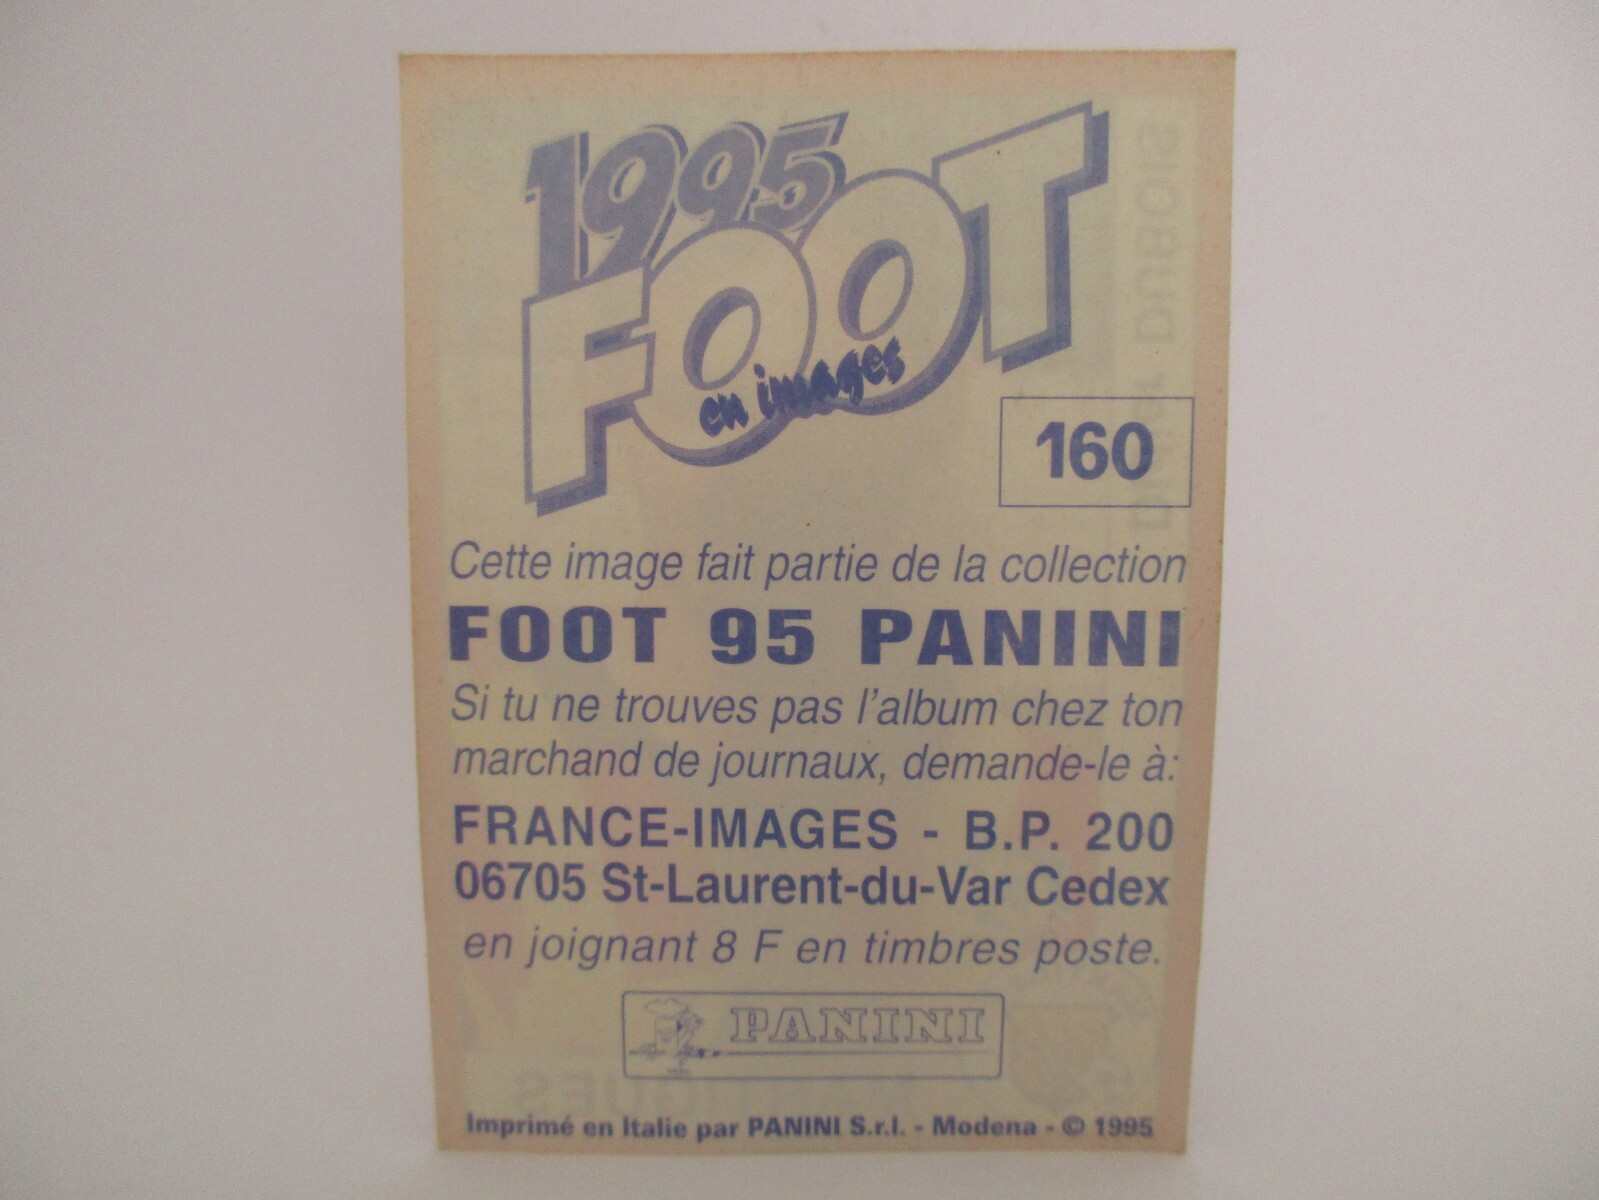 1995
FOOT
en images
160
Cette image fait partie de la collection
FOOT 95 PANINI
Si tu ne trouves pas l'album chez ton
marchand de journaux, demande-le à:
FRANCE-IMAGES - B.P. 200
06705 St-Laurent-du-Var Cedex
en joignant 8 F en timbres poste.
PANINI
Imprimé en Italie par PANINI S.r.l. - Modena - © 1995
DUBOIS